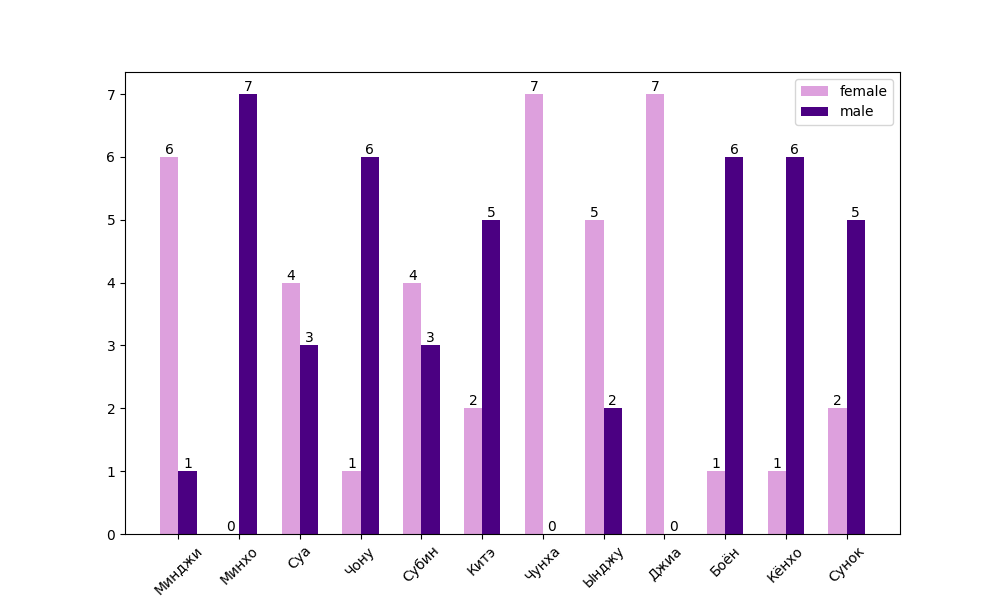 female
male
7
6
5
4
3
2
1
0
6 1 0 7 4 3 1 6 4 3 2 5 7 0 5 2 7 0 1 6 1 6 2 5
Минджи Минхо Суа Чону Субин Китэ Чунха Ынджу Джиа Боён Кёнхо Сунок